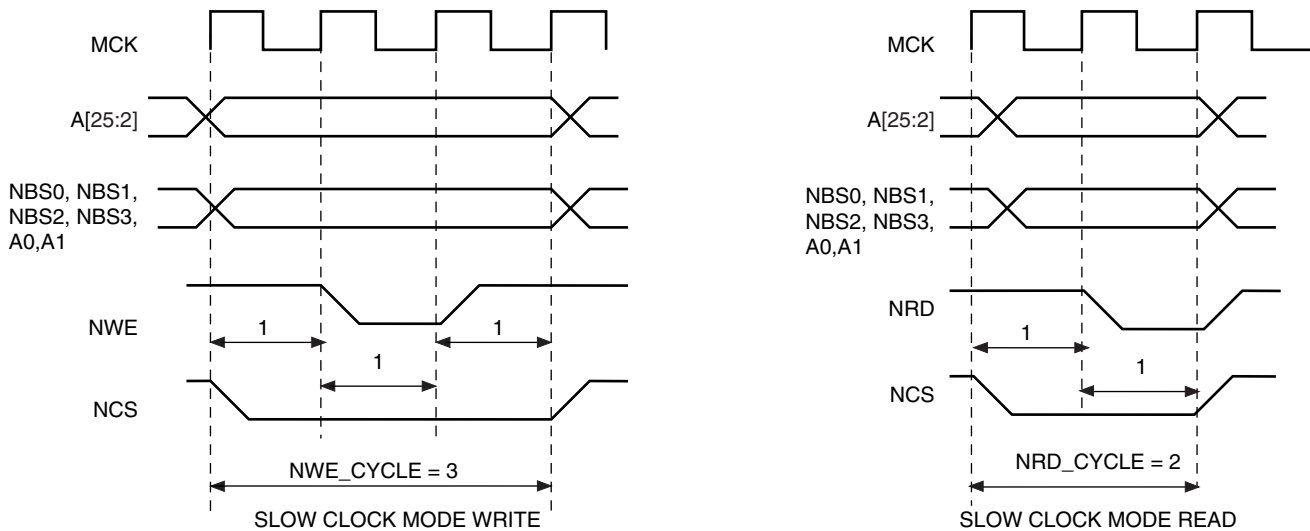 MCK
A[25:2]
NBS0, NBS1,
NBS2, NBS3,
A0,A1
NWE
1
1
1
NCS
NWE_CYCLE = 3
SLOW CLOCK MODE WRITE
MCK
A[25:2]
NBS0, NBS1,
NBS2, NBS3,
A0,A1
NRD
1
1
NCS
NRD_CYCLE = 2
SLOW CLOCK MODE READ